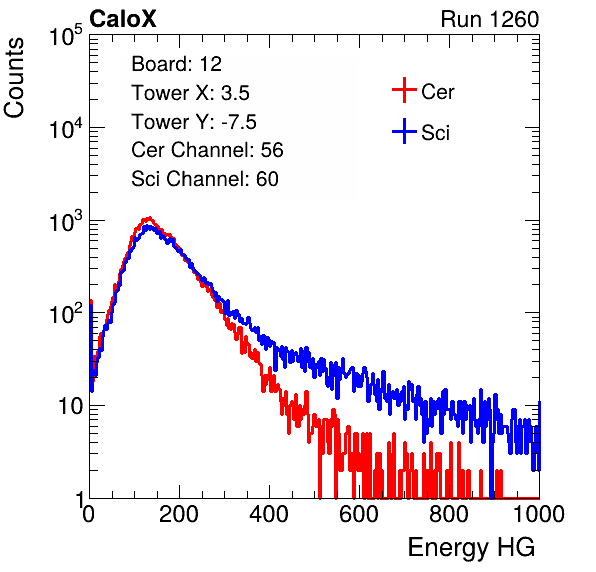 CaloX Run 1260
Counts
10^5
10^4
10^3
10^2
10
1
Board: 12
Tower X: 3.5
Tower Y: -7.5
Cer Channel: 56
Sci Channel: 60
Cer
Sci
0 200 400 600 800 1000
Energy HG